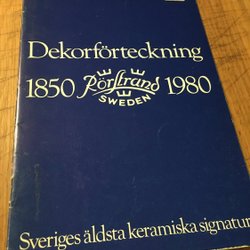 Dekorförteckning
1850 Rörstrand 1980
SWEDEN
Sveriges äldsta keramiska signatur